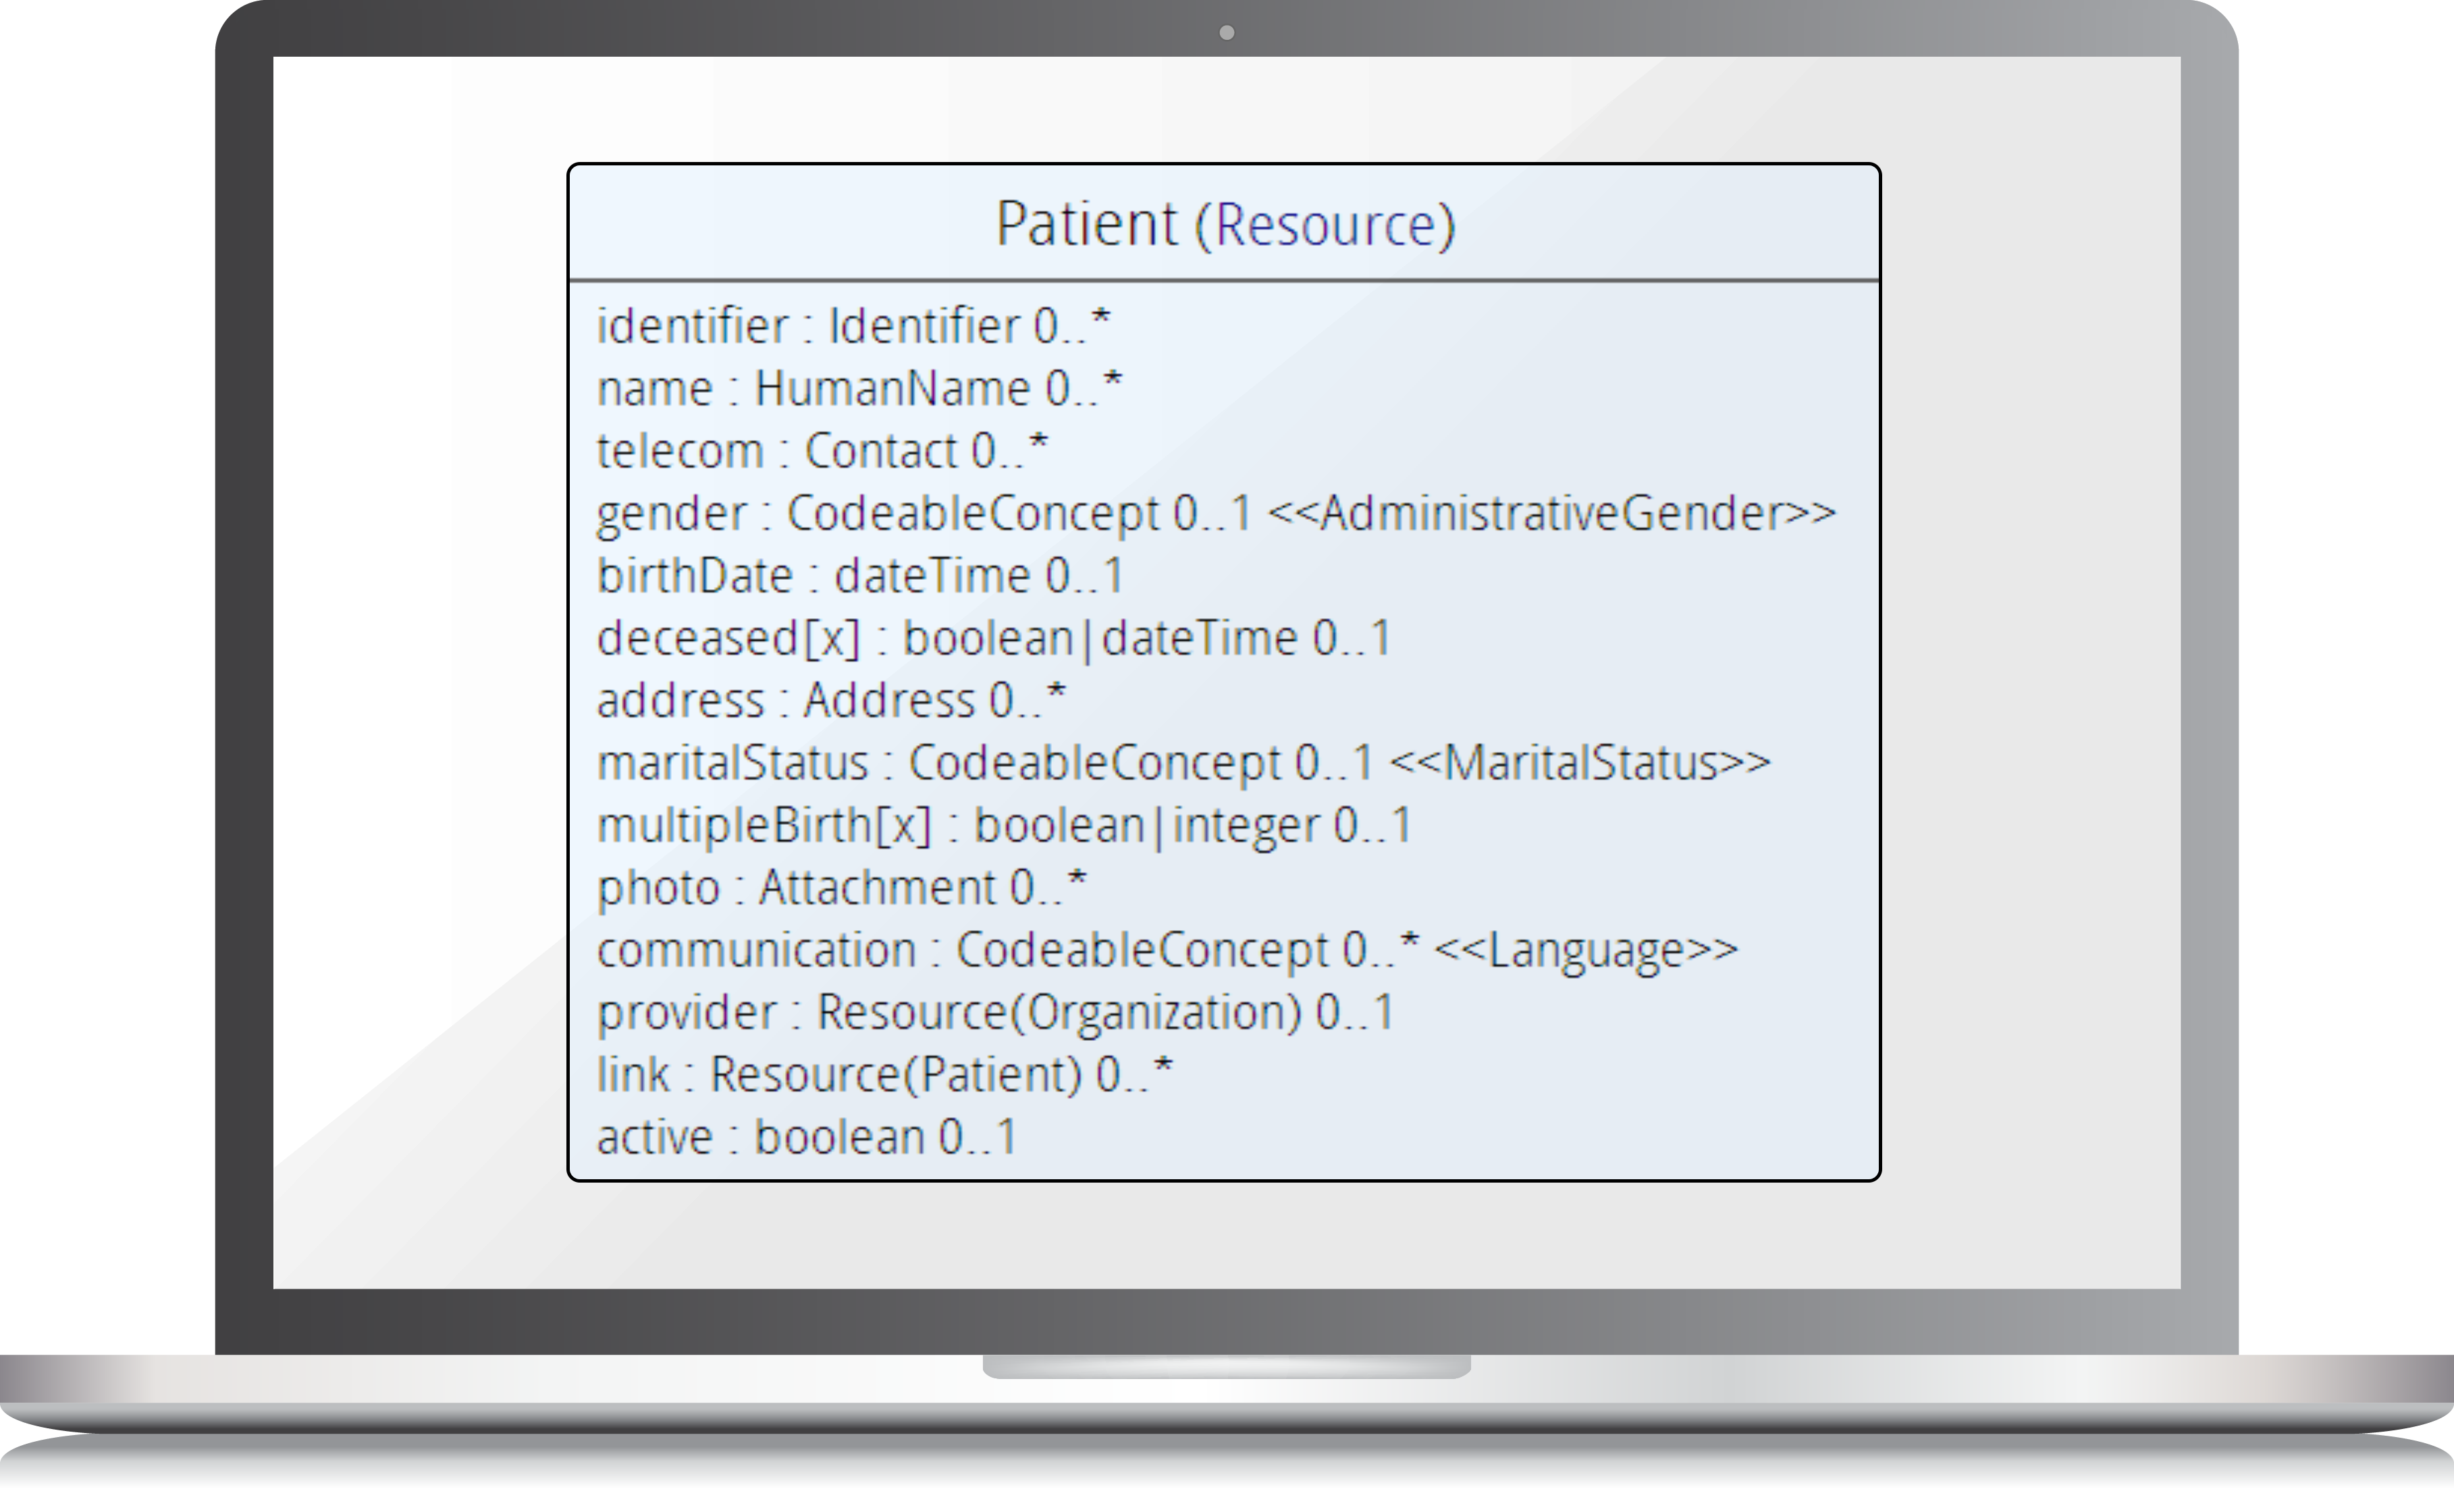 Patient (Resource)
identifier : Identifier 0..*
name : HumanName 0..*
telecom : Contact 0..*
gender : CodeableConcept 0..1 <<AdministrativeGender>>
birthDate : dateTime 0..1
deceased[x] : boolean|dateTime 0..1
address : Address 0..*
maritalStatus : CodeableConcept 0..1 <<MaritalStatus>>
multipleBirth[x] : boolean|integer 0..1
photo : Attachment 0..*
communication : CodeableConcept 0..* <<Language>>
provider : Resource(Organization) 0..1
link : Resource(Patient) 0..*
active : boolean 0..1